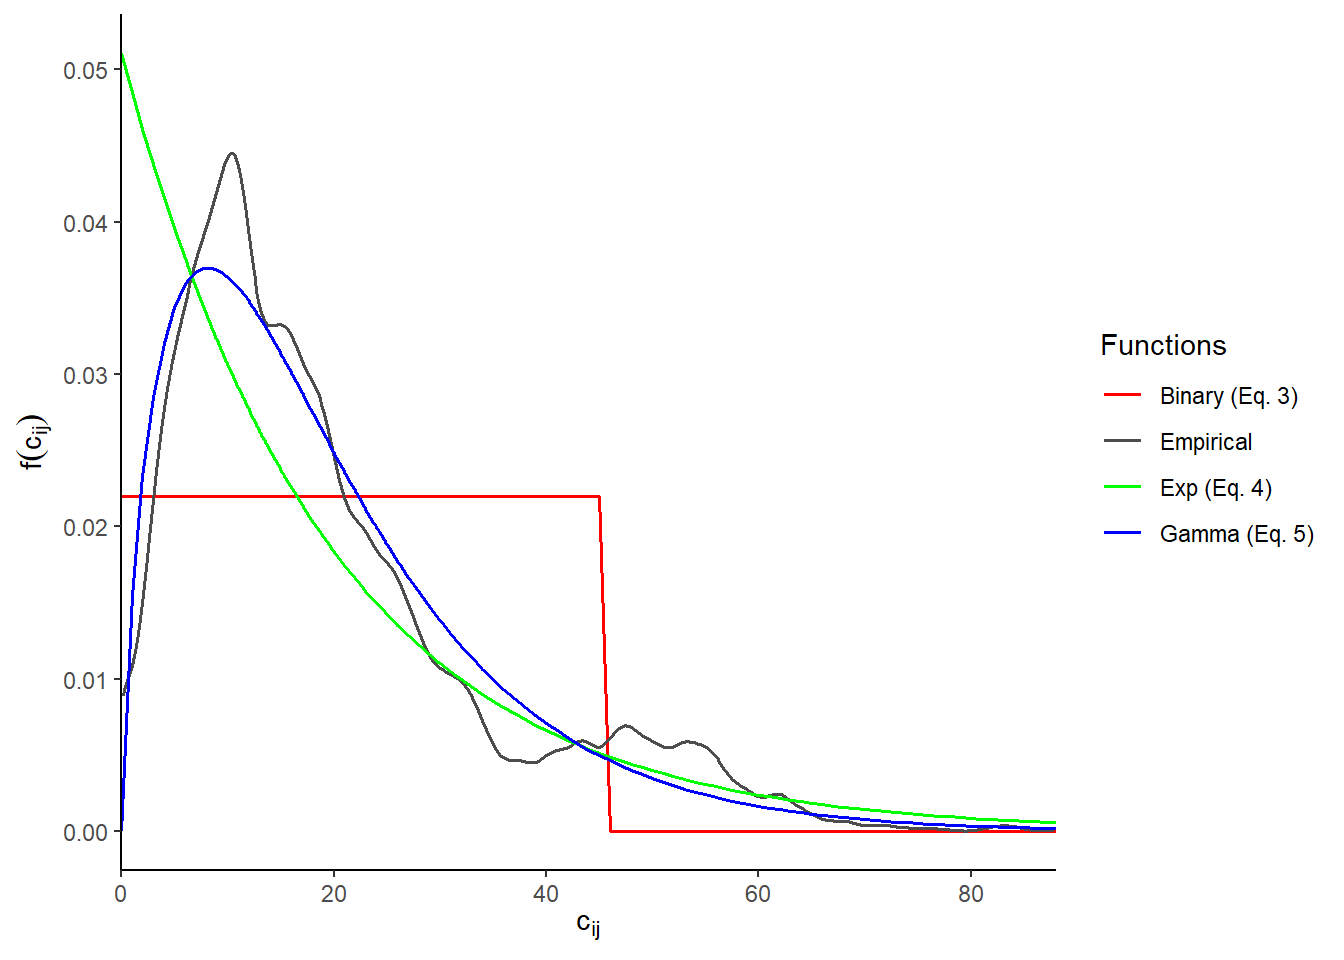 0.05
0.04
0.03
0.02
0.01
0.00
f(cij)
0 20 40 60 80
cij
Functions
Binary (Eq. 3)
Empirical
Exp (Eq. 4)
Gamma (Eq. 5)